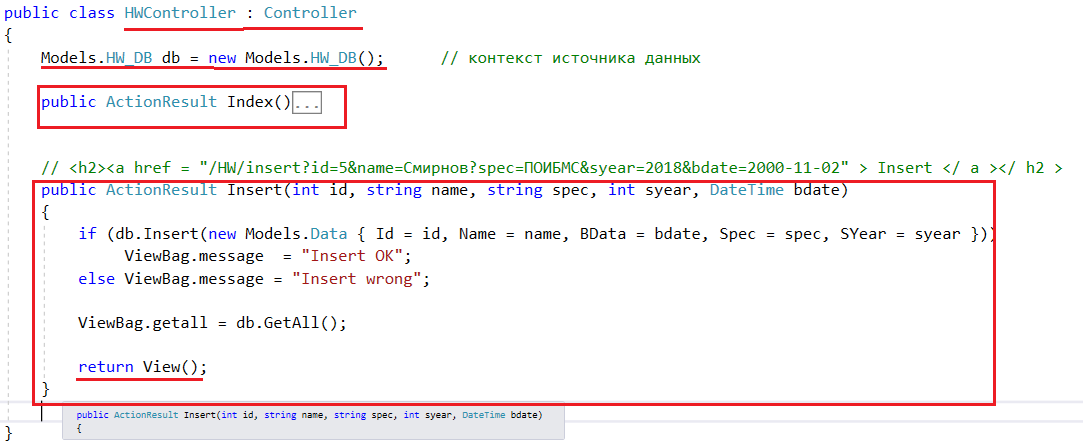 public class HWController : Controller
{
Models.HW_DB db = new Models.HW_DB(); // контекст источника данных
public ActionResult Index()...
// <h2><a href = "/HW/insert?id=5&name=Смирнов?spec=ПОИБМС&syear=2018&bdate=2000-11-02" > Insert </ a ></ h2 >
public ActionResult Insert(int id, string name, string spec, int syear, DateTime bdate)
{
if (db.Insert(new Models.Data { Id = id, Name = name, BData = bdate, Spec = spec, SYear = syear }))
ViewBag.message = "Insert OK";
else ViewBag.message = "Insert wrong";
ViewBag.getall = db.GetAll();
return View();
}
public ActionResult Insert(int id, string name, string spec, int syear, DateTime bdate)
{
}